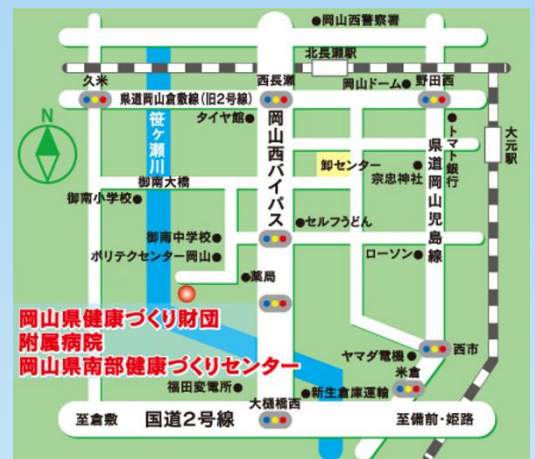 岡山西警察署
北長瀬駅
久米
西長瀬
岡山ドーム
野田西
県道岡山倉敷線(旧2号線)
タイヤ館
N
笹ヶ瀬川
岡山西バイパス
トマト銀行
大元駅
県道岡山児島線
卸センター
宗忠神社
御南大橋
御南小学校
セルフうどん
御南中学校
ポリテクセンター岡山
ローソン
薬局
岡山県健康づくり財団
附属病院
岡山県南部健康づくりセンター
ヤマダ電機
西市
米倉
福田変電所
新生倉庫運輸
大樋橋西
至倉敷
国道2号線
至備前・姫路